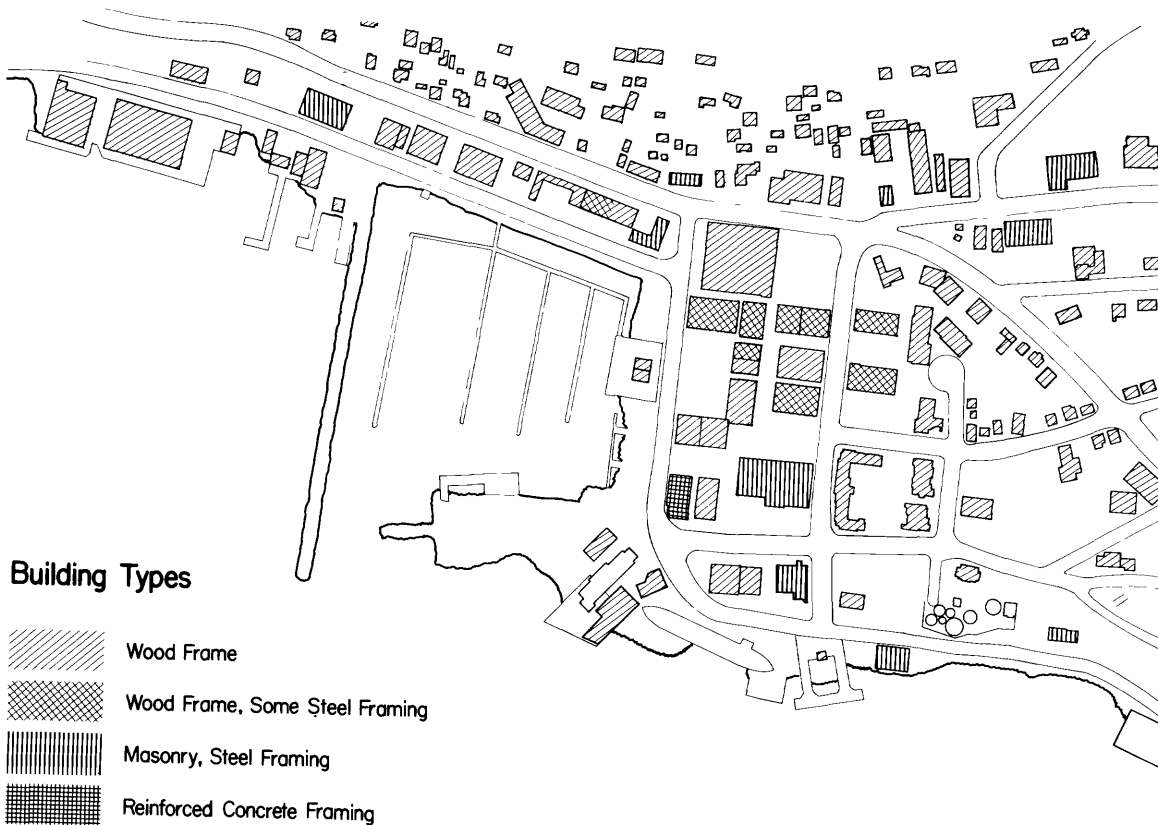 Building Types
Wood Frame
Wood Frame, Some Steel Framing
Masonry, Steel Framing
Reinforced Concrete Framing